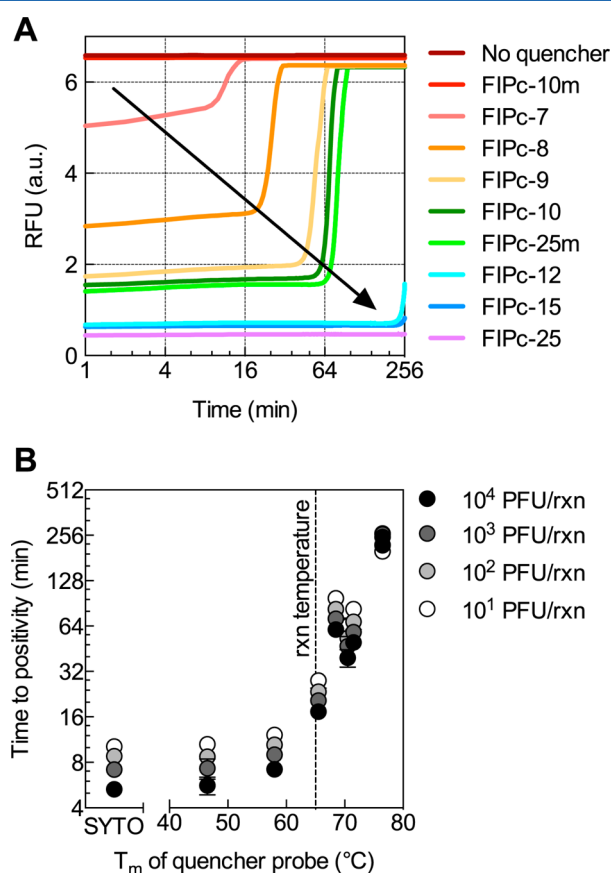 A
6
4
2
0
RFU (a.u.)
1 4 16 64 256
Time (min)
No quencher
FIPc-10m
FIPc-7
FIPc-8
FIPc-9
FIPc-10
FIPc-25m
FIPc-12
FIPc-15
FIPc-25
B
512
256
128
64
32
16
8
4
Time to positivity (min)
rxn temperature
SYTO 40 50 60 70 80
Tm of quencher probe (°C)
10⁴ PFU/rxn
10³ PFU/rxn
10² PFU/rxn
10¹ PFU/rxn